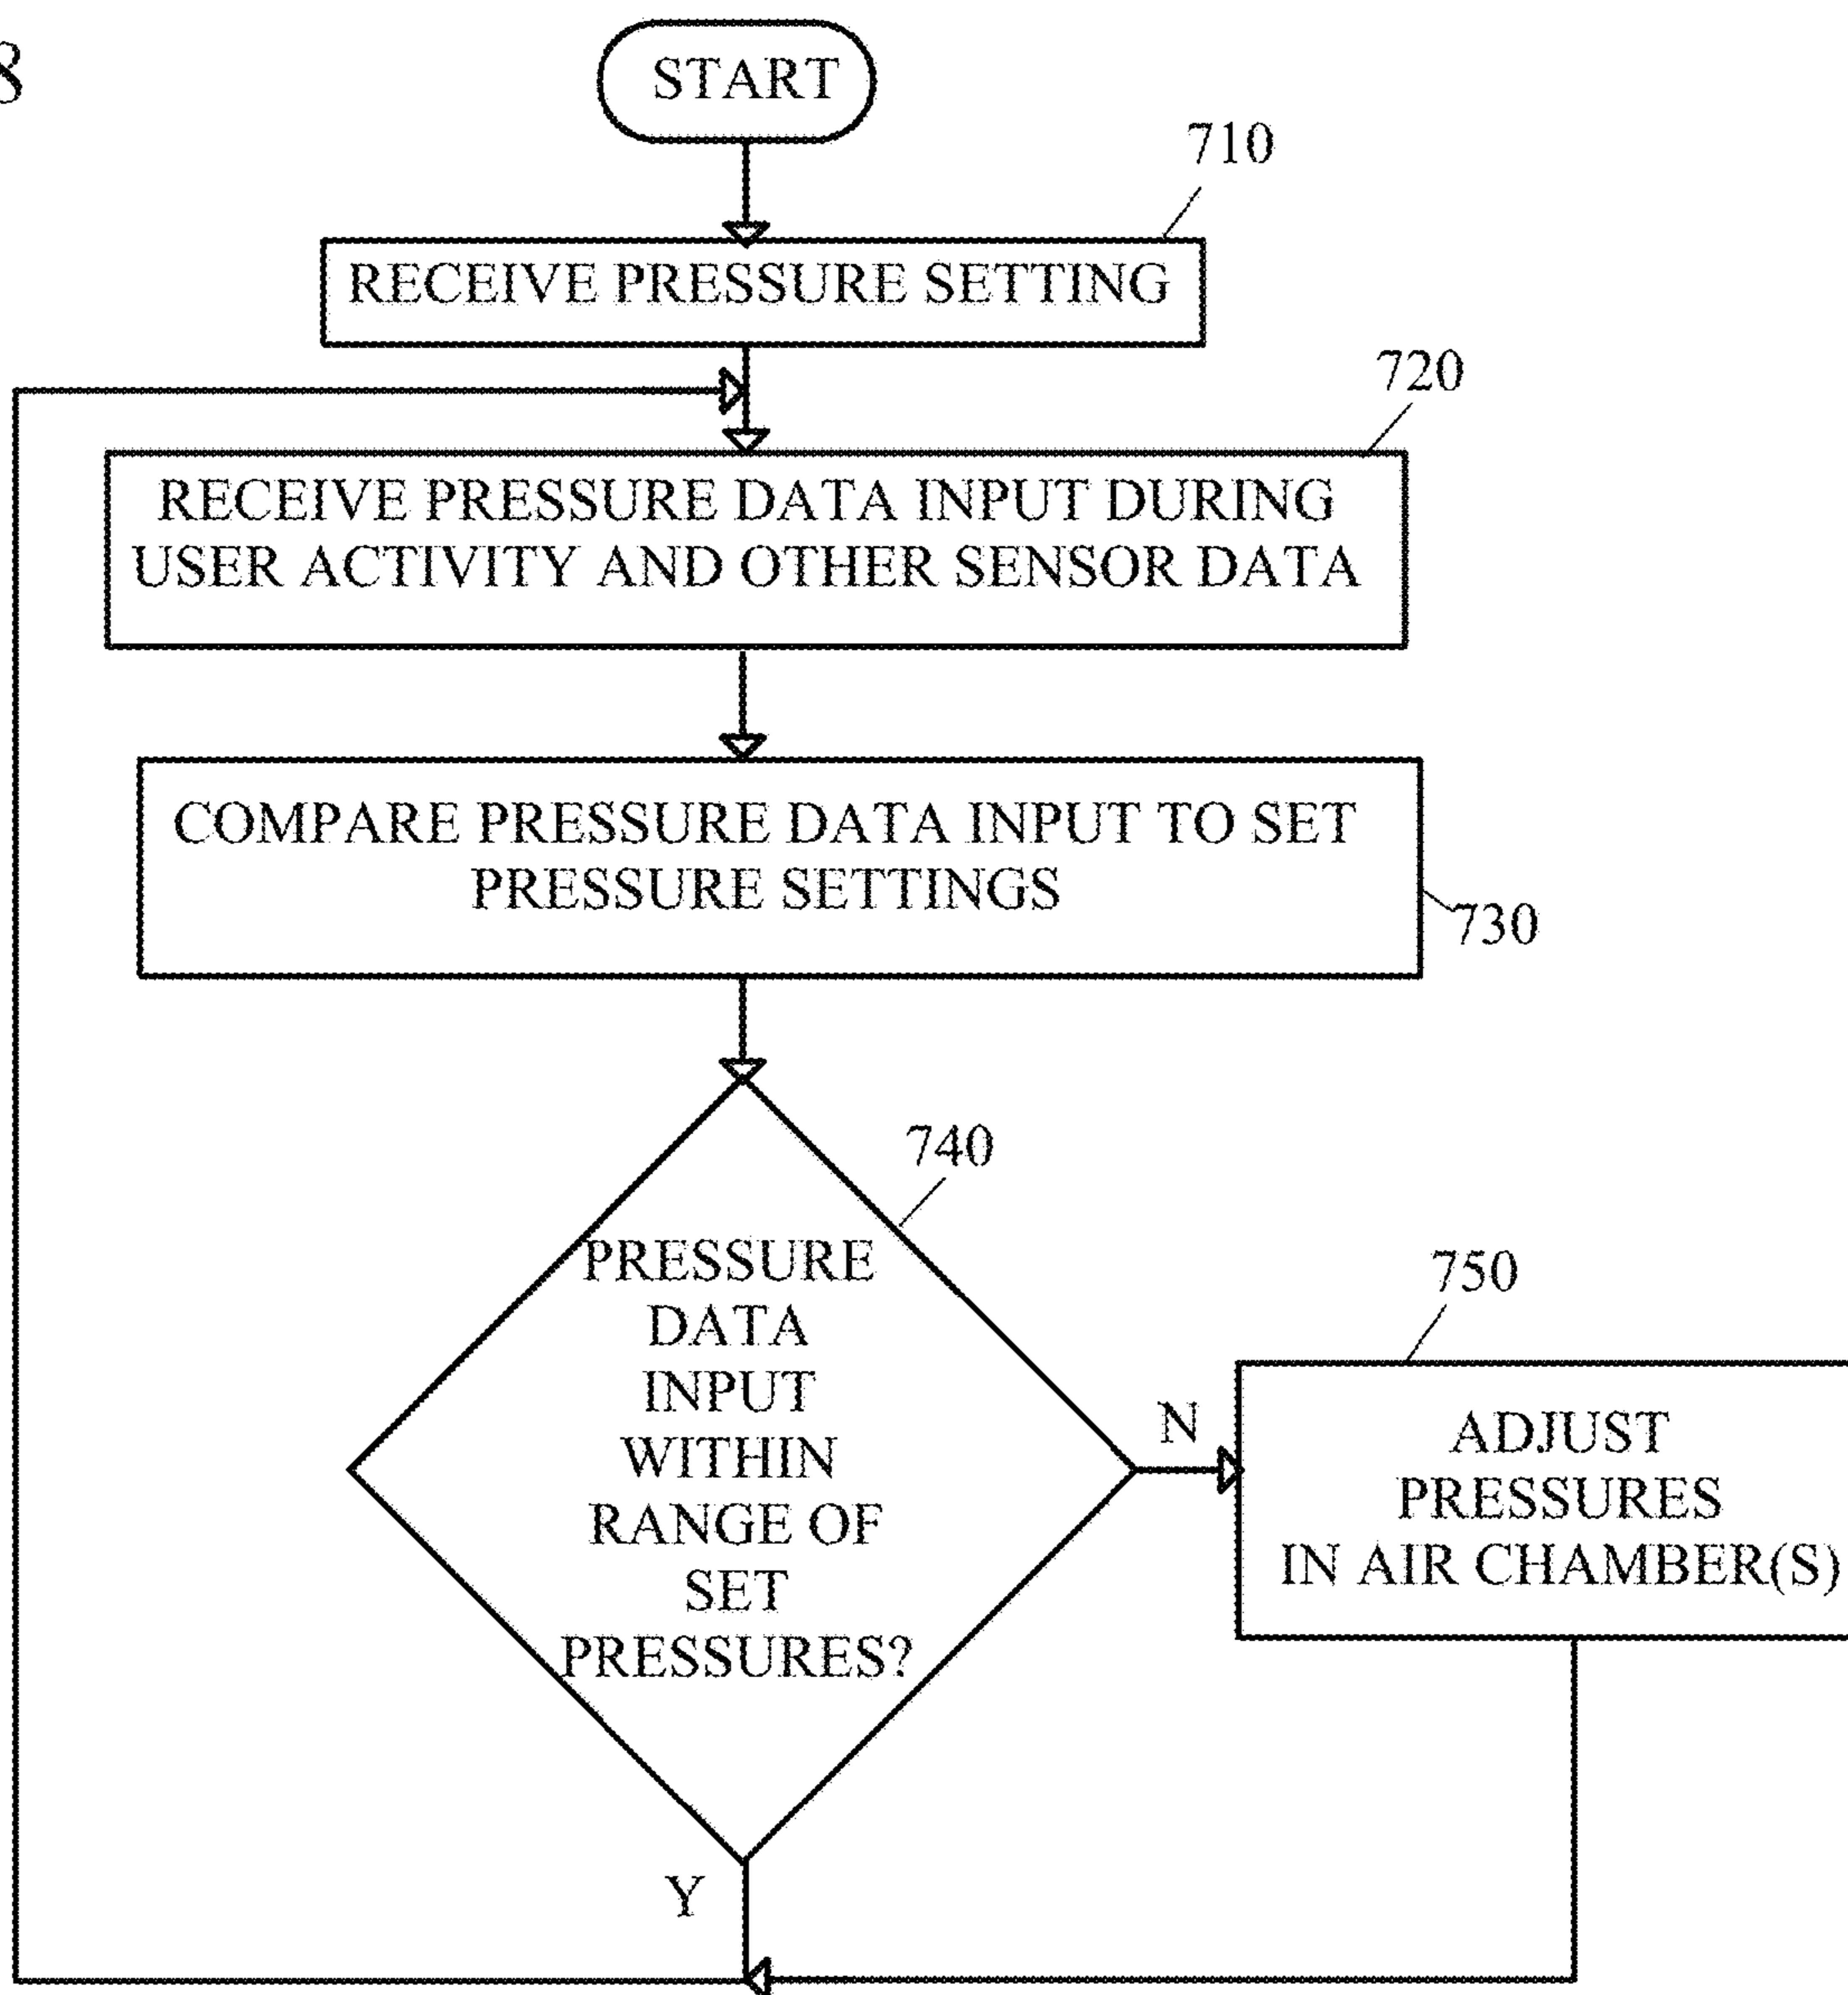 8
START
710
RECEIVE PRESSURE SETTING
720
RECEIVE PRESSURE DATA INPUT DURING
USER ACTIVITY AND OTHER SENSOR DATA
COMPARE PRESSURE DATA INPUT TO SET
PRESSURE SETTINGS
730
740
PRESSURE
DATA
INPUT
WITHIN
RANGE OF
SET
PRESSURES?
N
750
ADJUST
PRESSURES
IN AIR CHAMBER(S)
Y